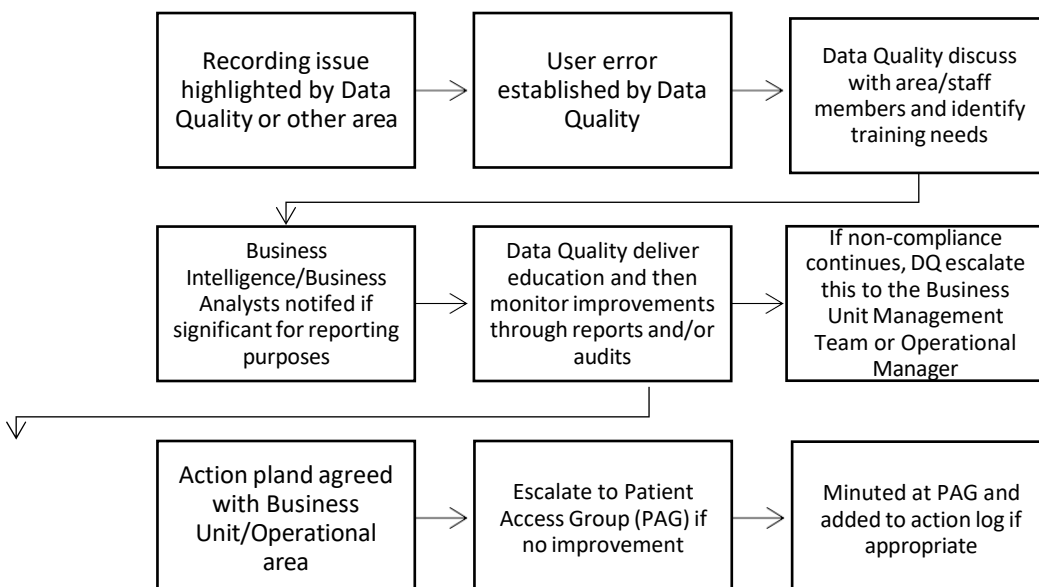 Recording issue
highlighted by Data
Quality or other area
User error
established by Data
Quality
Data Quality discuss
with area/staff
members and identify
training needs
Business
Intelligence/Business
Analysts notifed if
significant for reporting
purposes
Data Quality deliver
education and then
monitor improvements
through reports and/or
audits
If non-compliance
continues, DQ escalate
this to the Business
Unit Management
Team or Operational
Manager
Action pland agreed
with Business
Unit/Operational
area
Escalate to Patient
Access Group (PAG) if
no improvement
Minuted at PAG and
added to action log if
appropriate